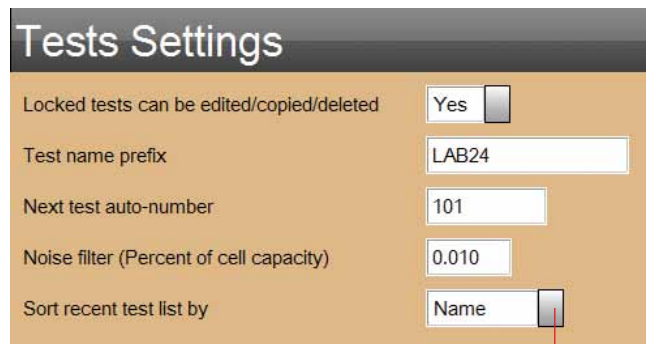 Tests Settings
Locked tests can be edited/copied/deleted Yes
Test name prefix LAB24
Next test auto-number 101
Noise filter (Percent of cell capacity) 0.010
Sort recent test list by Name